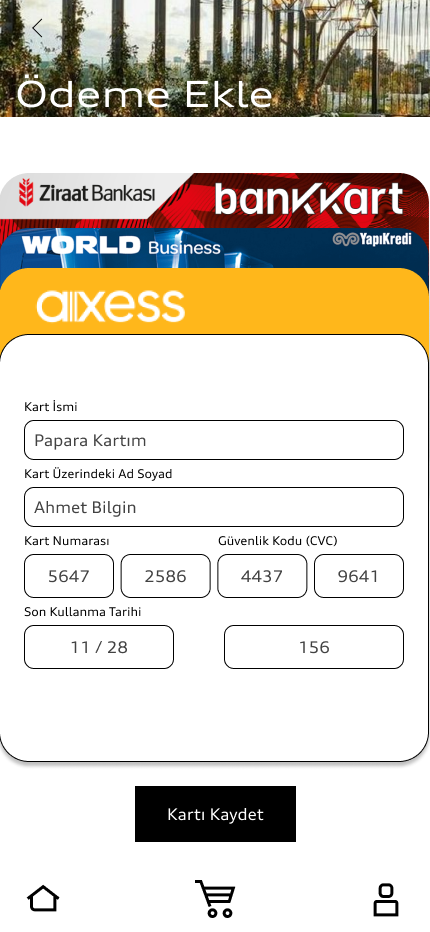 Ödeme Ekle
Ziraat Bankası bankkart
WORLD Business YapıKredi
axess
Kart İsmi
Papara Kartım
Kart Üzerindeki Ad Soyad
Ahmet Bilgin
Kart Numarası Güvenlik Kodu (CVC)
5647 2586 4437 9641
Son Kullanma Tarihi
11 / 28 156
Kartı Kaydet